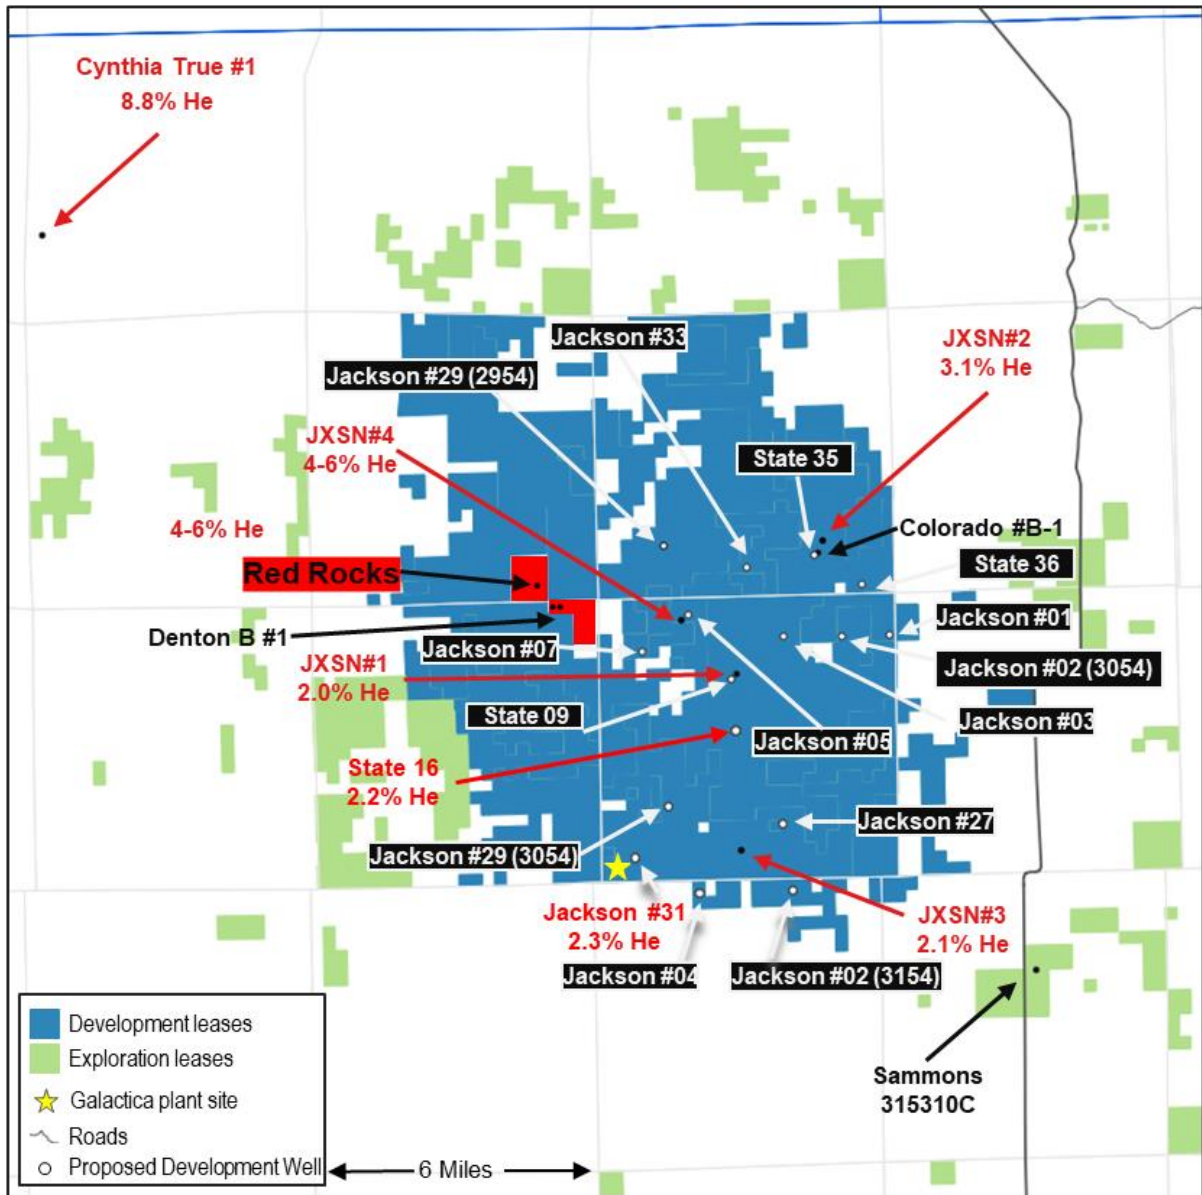 Cynthia True #1
8.8% He
Jackson #33
JXSN#2
3.1% He
Jackson #29 (2954)
JXSN#4
4-6% He
State 35
4-6% He
Colorado #B-1
Red Rocks
State 36
Denton B #1
Jackson #01
Jackson #07
JXSN#1
2.0% He
Jackson #02 (3054)
State 09
Jackson #03
Jackson #05
State 16
2.2% He
Jackson #27
Jackson #29 (3054)
Jackson #31
2.3% He
JXSN#3
2.1% He
Jackson #04
Jackson #02 (3154)
Development leases
Exploration leases
Galactica plant site
Roads
Proposed Development Well
6 Miles
Sammons
315310C